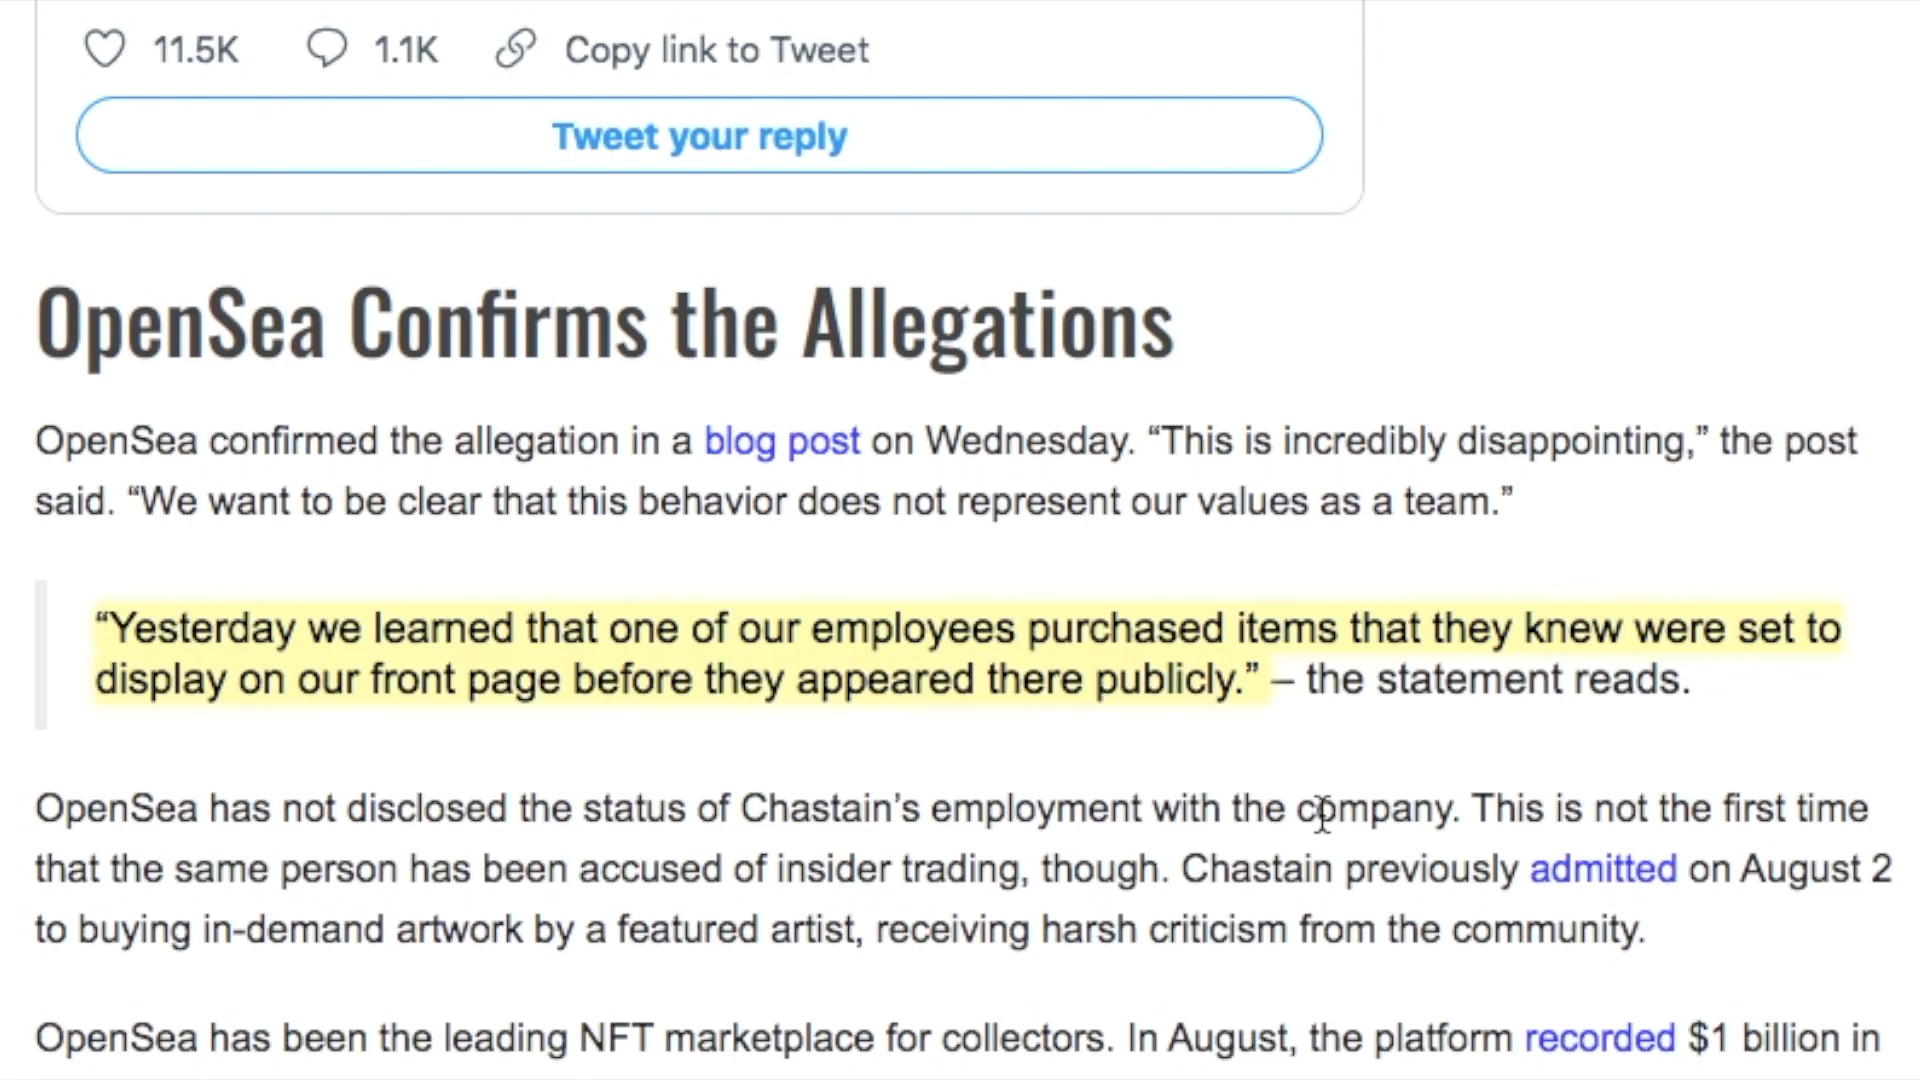 11.5K 1.1K Copy link to Tweet
Tweet your reply
OpenSea Confirms the Allegations
OpenSea confirmed the allegation in a blog post on Wednesday. “This is incredibly disappointing,” the post
said. “We want to be clear that this behavior does not represent our values as a team.”
“Yesterday we learned that one of our employees purchased items that they knew were set to
display on our front page before they appeared there publicly.” – the statement reads.
OpenSea has not disclosed the status of Chastain’s employment with the company. This is not the first time
that the same person has been accused of insider trading, though. Chastain previously admitted on August 2
to buying in-demand artwork by a featured artist, receiving harsh criticism from the community.
OpenSea has been the leading NFT marketplace for collectors. In August, the platform recorded $1 billion in